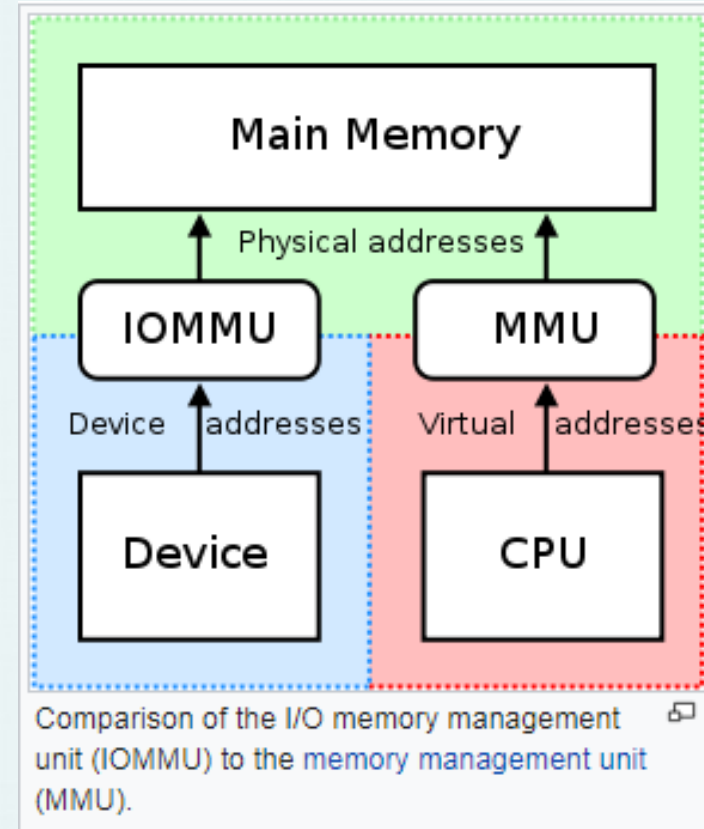 Main Memory
Physical addresses
IOMMU
MMU
Device addresses
Virtual addresses
Device
CPU
Comparison of the I/O memory management
unit (IOMMU) to the memory management unit
(MMU).